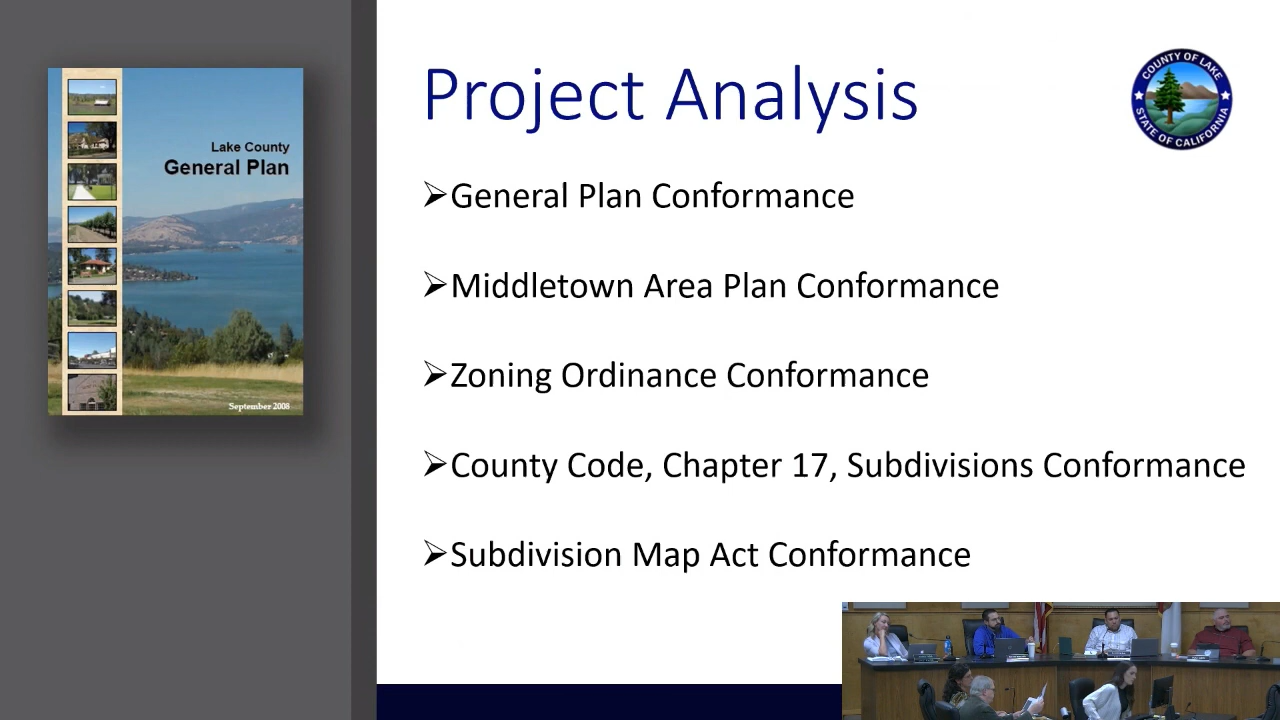 Project Analysis
COUNTY OF LAKE
STATE OF CALIFORNIA
Lake County
General Plan
September 2008
➢General Plan Conformance
➢Middletown Area Plan Conformance
➢Zoning Ordinance Conformance
➢County Code, Chapter 17, Subdivisions Conformance
➢Subdivision Map Act Conformance